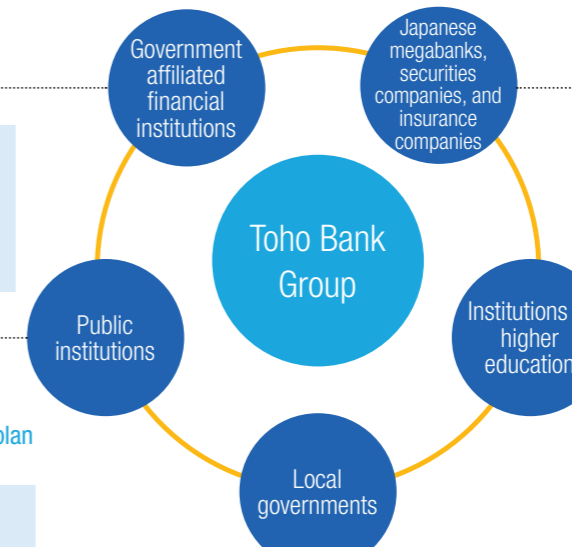 Government
affiliated
financial
institutions
Japanese
megabanks,
securities
companies, and
insurance
companies
Toho Bank
Group
Public
institutions
Institutions
higher
education
plan
Local
governments